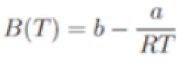 B(T) = b − a/RT